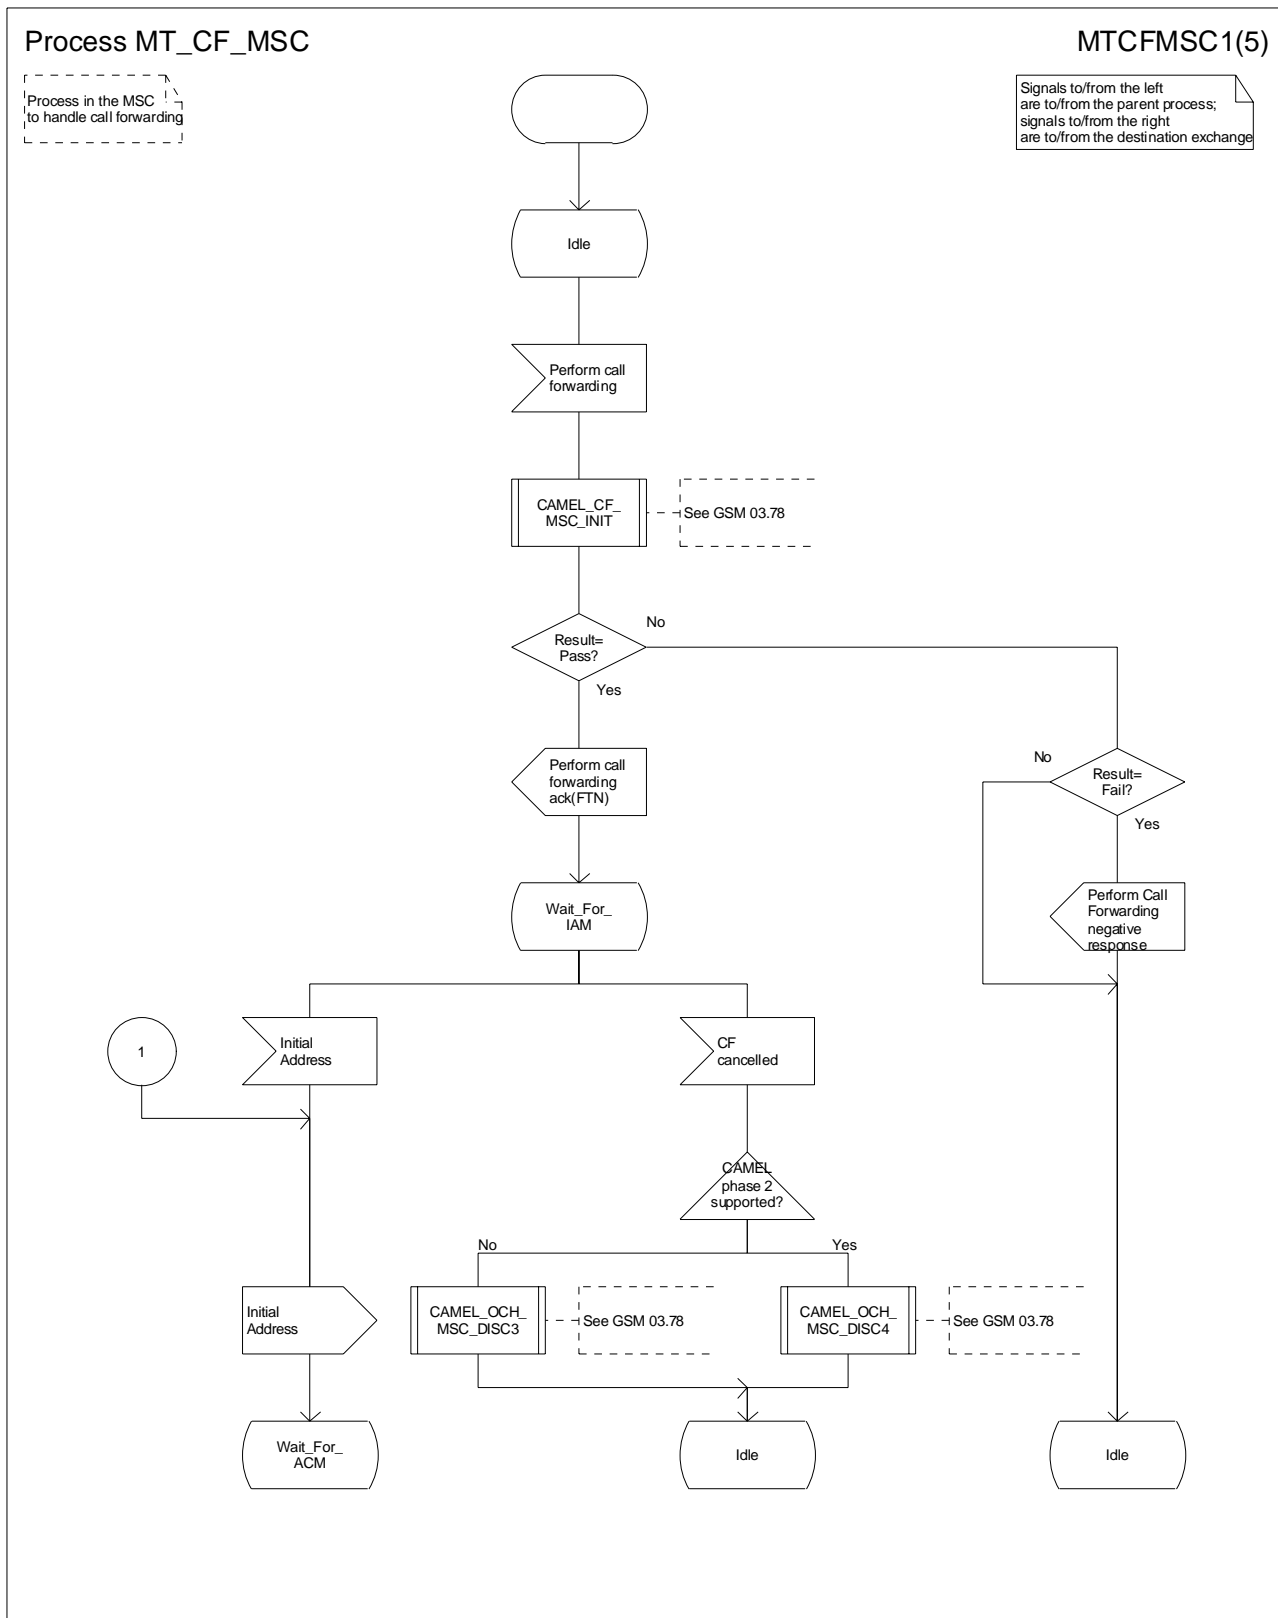 Process MT_CF_MSC
MTCFMSC1(5)
Process in the MSC
to handle call forwarding
Signals to/from the left
are to/from the parent process;
signals to/from the right
are to/from the destination exchange
Idle
Perform call
forwarding
CAMEL_CF_
MSC_INIT
See GSM 03.78
Result=
Pass?
No
Yes
Perform call
forwarding
ack(FTN)
No
Result=
Fail?
Yes
Wait_For_
IAM
Perform Call
Forwarding
negative
response
1
Initial
Address
CF
cancelled
CAMEL
phase 2
supported?
No
Yes
Initial
Address
CAMEL_OCH_
MSC_DISC3
See GSM 03.78
CAMEL_OCH_
MSC_DISC4
See GSM 03.78
Wait_For_
ACM
Idle
Idle